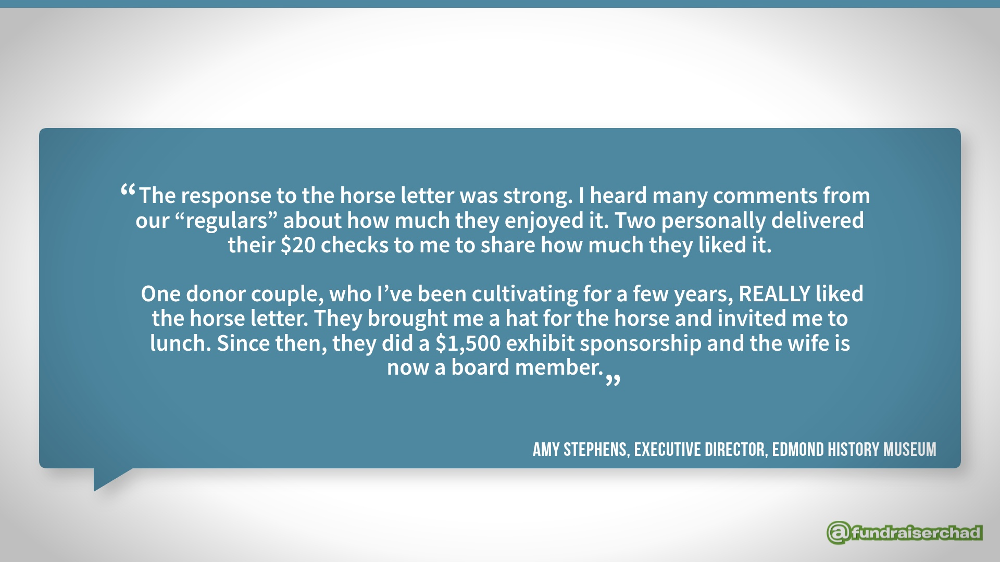 “The response to the horse letter was strong. I heard many comments from
our “regulars” about how much they enjoyed it. Two personally delivered
their $20 checks to me to share how much they liked it.
One donor couple, who I’ve been cultivating for a few years, REALLY liked
the horse letter. They brought me a hat for the horse and invited me to
lunch. Since then, they did a $1,500 exhibit sponsorship and the wife is
now a board member.”
AMY STEPHENS, EXECUTIVE DIRECTOR, EDMOND HISTORY MUSEUM
@fundraiserchad